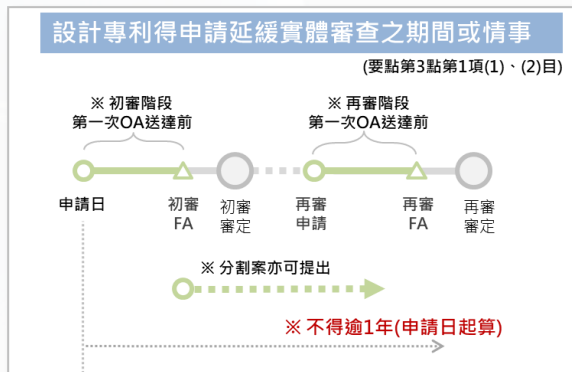 設計專利得申請延緩實體審查之期間或情事
(要點第3點第1項(1)、(2)目)
※ 初審階段
第一次OA送達前
※ 再審階段
第一次OA送達前
申請日
初審
FA
初審
審定
再審
申請
再審
FA
再審
審定
※ 分割案亦可提出
※ 不得逾1年(申請日起算)